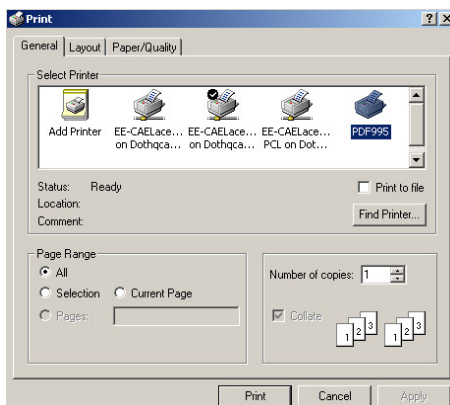 Print
General Layout Paper/Quality
Select Printer
Add Printer EE-CAELace... EE-CAELace... EE-CAELace... PDF995
on Dothqca... on Dothqca... PCL on Dot...
Status: Ready Print to file
Location:
Comment: Find Printer...
Page Range
All Number of copies: 1
Selection Current Page
Pages: Collate
1 2 3 1 2 3
Print Cancel Apply